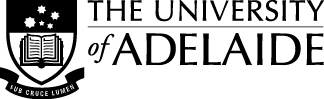 THE UNIVERSITY
of ADELAIDE
SUB CRUCE LUMEN